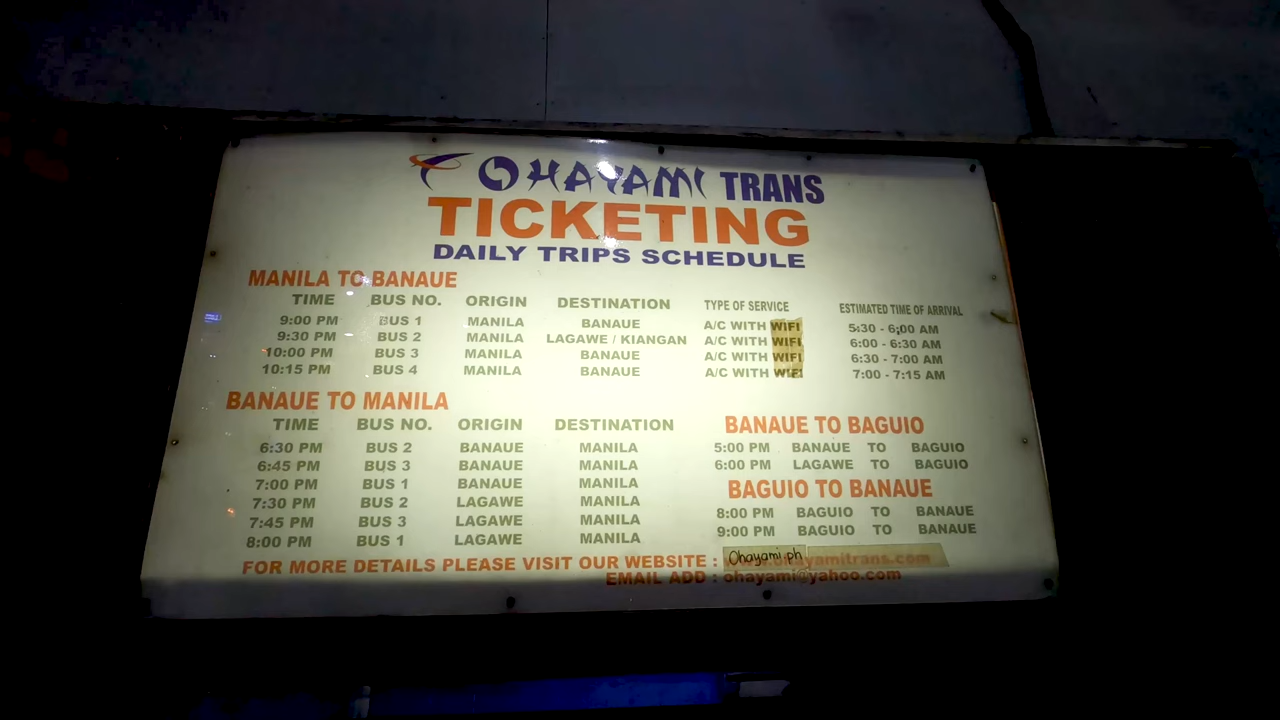 OHAYAMI TRANS
TICKETING
DAILY TRIPS SCHEDULE
MANILA TO BANAUE
TIME BUS NO. ORIGIN DESTINATION TYPE OF SERVICE ESTIMATED TIME OF ARRIVAL
9:00 PM BUS 1 MANILA BANAUE A/C WITH WIFI 5:30 - 6:00 AM
9:30 PM BUS 2 MANILA LAGAWE / KIANGAN A/C WITH WIFI 6:00 - 6:30 AM
10:00 PM BUS 3 MANILA BANAUE A/C WITH WIFI 6:30 - 7:00 AM
10:15 PM BUS 4 MANILA BANAUE A/C WITH WIFI 7:00 - 7:15 AM
BANAUE TO MANILA
TIME BUS NO. ORIGIN DESTINATION
6:30 PM BUS 2 BANAUE MANILA
6:45 PM BUS 3 BANAUE MANILA
7:00 PM BUS 1 BANAUE MANILA
7:30 PM BUS 2 LAGAWE MANILA
7:45 PM BUS 3 LAGAWE MANILA
8:00 PM BUS 1 LAGAWE MANILA
BANAUE TO BAGUIO
5:00 PM BANAUE TO BAGUIO
6:00 PM LAGAWE TO BAGUIO
BAGUIO TO BANAUE
8:00 PM BAGUIO TO BANAUE
9:00 PM BAGUIO TO BANAUE
FOR MORE DETAILS PLEASE VISIT OUR WEBSITE : Ohayami.ph
EMAIL ADD : ohayami@yahoo.com